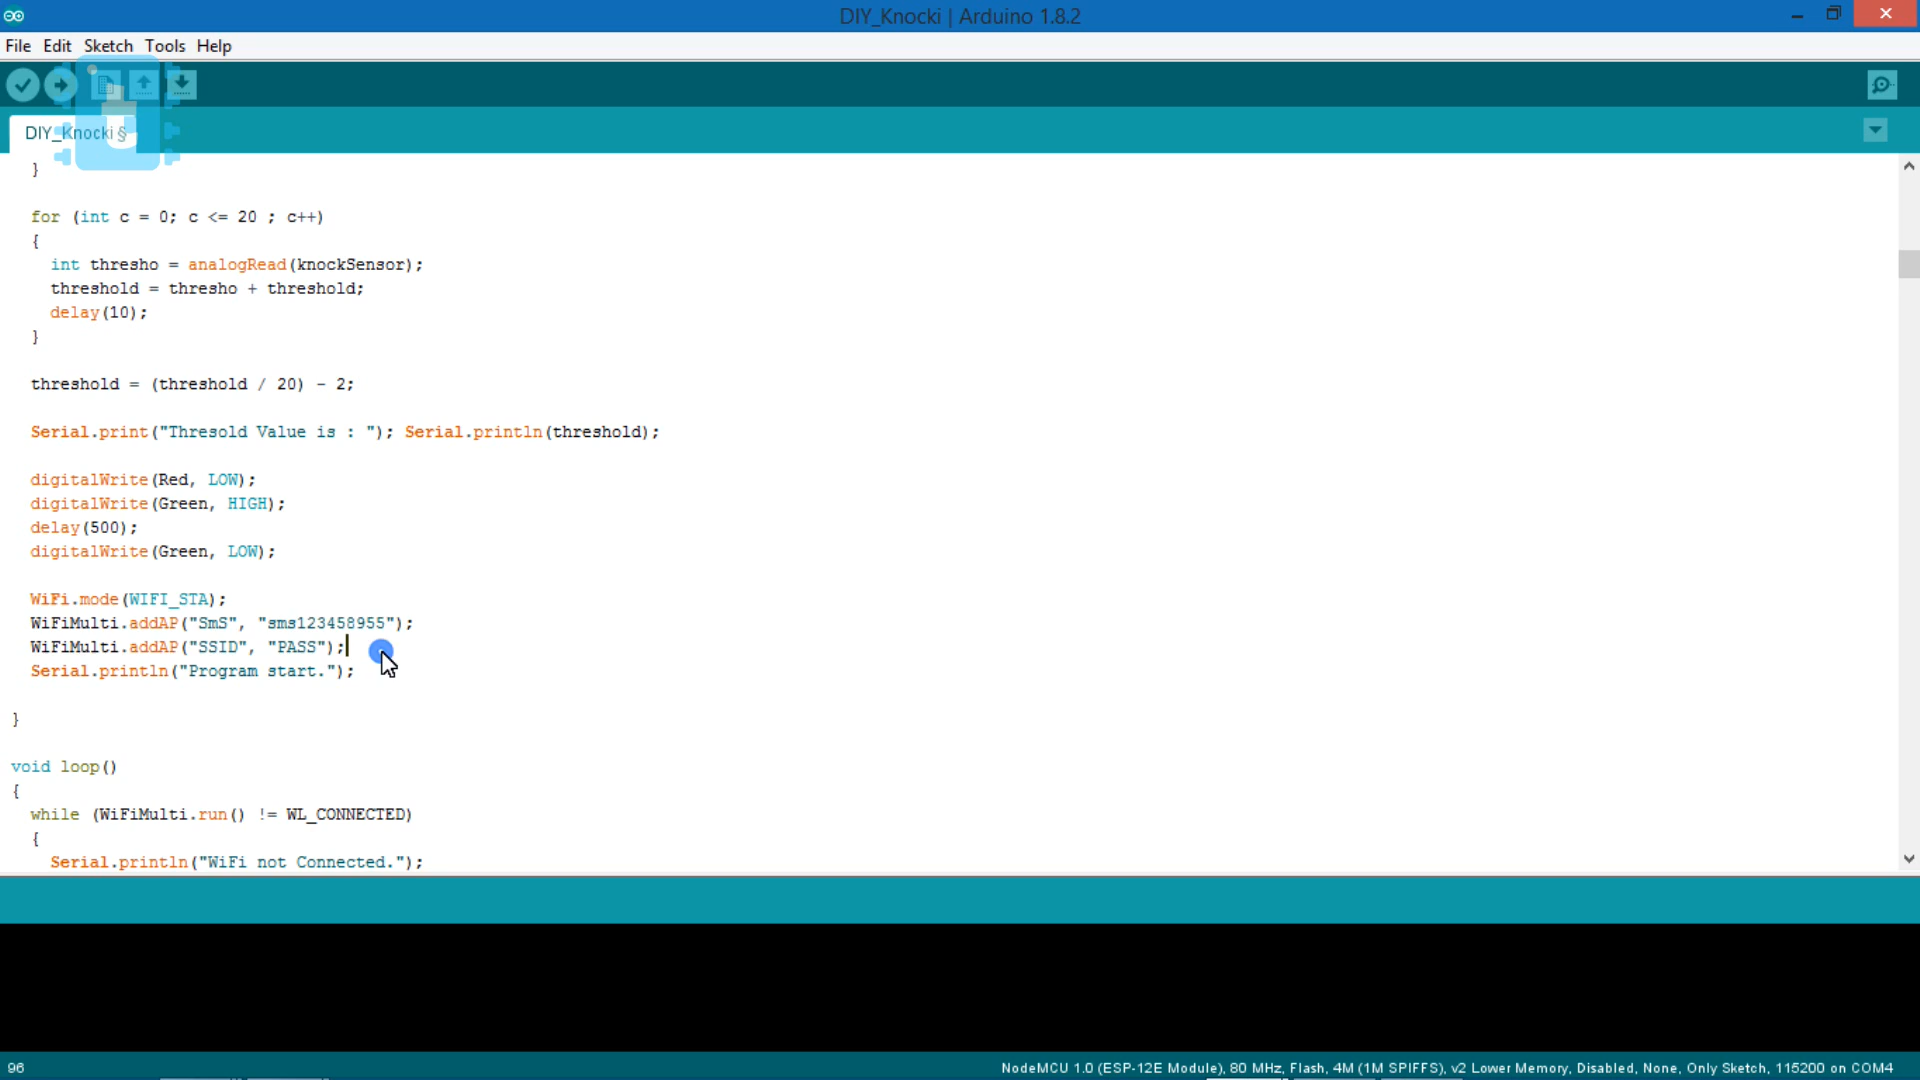 DIY_Knocki | Arduino 1.8.2
File Edit Sketch Tools Help
DIY_Knocki §
}
for (int c = 0; c <= 20 ; c++)
{
int thresho = analogRead(knockSensor);
threshold = thresho + threshold;
delay(10);
}
threshold = (threshold / 20) - 2;
Serial.print("Thresold Value is : "); Serial.println(threshold);
digitalWrite(Red, LOW);
digitalWrite(Green, HIGH);
delay(500);
digitalWrite(Green, LOW);
WiFi.mode(WIFI_STA);
WiFiMulti.addAP("SmS", "sms123458955");
WiFiMulti.addAP("SSID", "PASS");
Serial.println("Program start.");
}
void loop()
{
while (WiFiMulti.run() != WL_CONNECTED)
{
Serial.println("WiFi not Connected.");
96
NodeMCU 1.0 (ESP-12E Module), 80 MHz, Flash, 4M (1M SPIFFS), v2 Lower Memory, Disabled, None, Only Sketch, 115200 on COM4